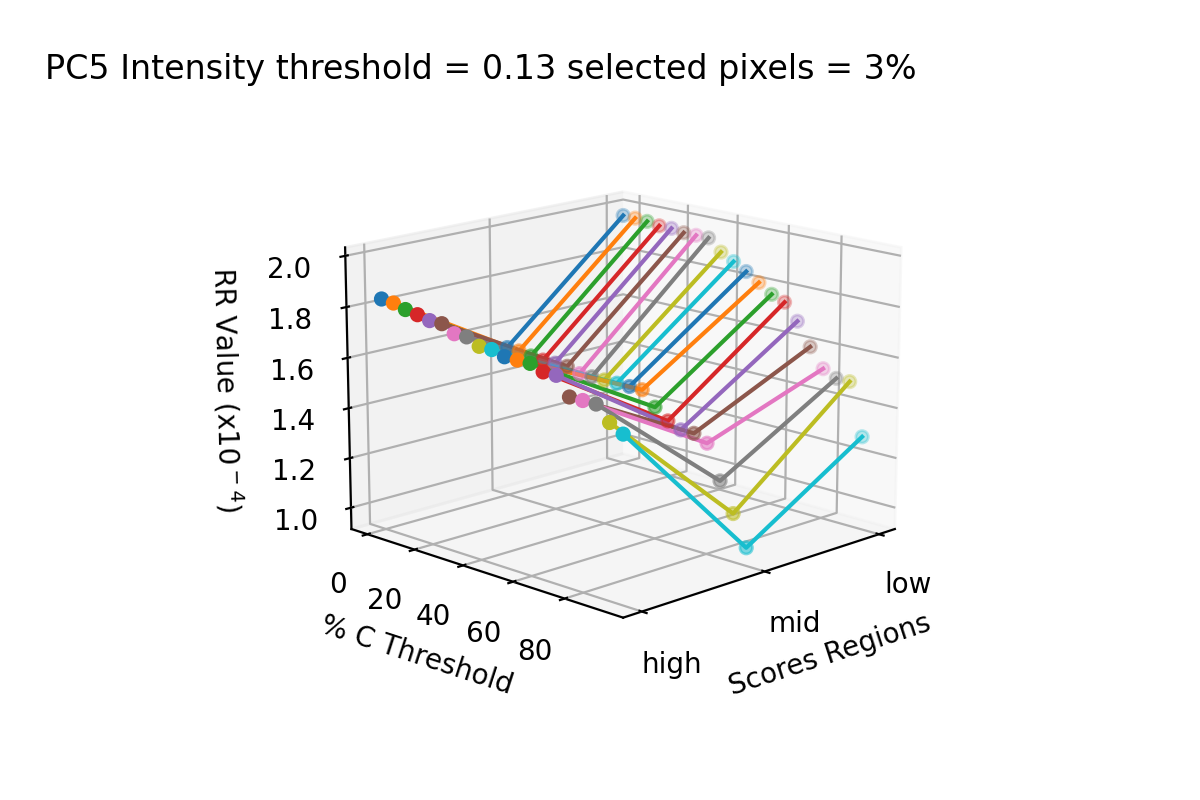 PC5 Intensity threshold = 0.13 selected pixels = 3%
RR Value (x10⁻⁴)
2.0
1.8
1.6
1.4
1.2
1.0
0
20
40
60
80
% C Threshold
high
mid
low
Scores Regions